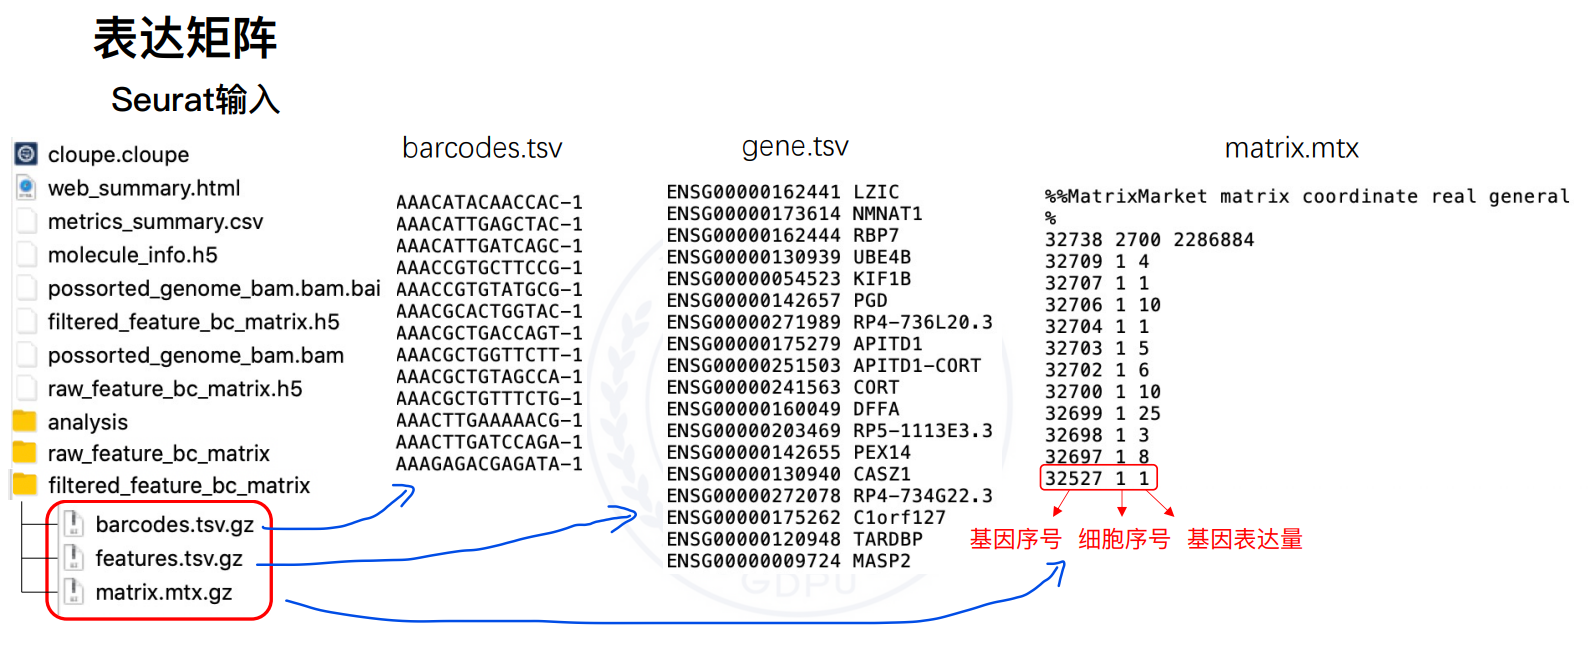 表达矩阵
Seurat输入
cloupe.cloupe
web_summary.html
metrics_summary.csv
molecule_info.h5
possorted_genome_bam.bam.bai
filtered_feature_bc_matrix.h5
possorted_genome_bam.bam
raw_feature_bc_matrix.h5
analysis
raw_feature_bc_matrix
filtered_feature_bc_matrix
barcodes.tsv.gz
features.tsv.gz
matrix.mtx.gz
barcodes.tsv
AAACATACAACCAC-1
AAACATTGAGCTAC-1
AAACATTGATCAGC-1
AAACCGTGCTTCCG-1
AAACCGTGTATGCG-1
AAACGCACTGGTAC-1
AAACGCTGACCAGT-1
AAACGCTGGTTCTT-1
AAACGCTGTAGCCA-1
AAACGCTGTTTCTG-1
AAACTTGAAAAACG-1
AAACTTGATCCAGA-1
AAAGAGACGAGATA-1
gene.tsv
ENSG00000162441 LZIC
ENSG00000173614 NMNAT1
ENSG00000162444 RBP7
ENSG00000130939 UBE4B
ENSG00000054523 KIF1B
ENSG00000142657 PGD
ENSG00000271989 RP4-736L20.3
ENSG00000175279 APITD1
ENSG00000251503 APITD1-CORT
ENSG00000241563 CORT
ENSG00000160049 DFFA
ENSG00000203469 RP5-1113E3.3
ENSG00000142655 PEX14
ENSG00000130940 CASZ1
ENSG00000272078 RP4-734G22.3
ENSG00000175262 C1orf127
ENSG00000120948 TARDBP
ENSG00000009724 MASP2
GDPU
matrix.mtx
%%MatrixMarket matrix coordinate real general
%
32738 2700 2286884
32709 1 4
32707 1 1
32706 1 10
32704 1 1
32703 1 5
32702 1 6
32700 1 10
32699 1 25
32698 1 3
32697 1 8
32527 1 1
基因序号 细胞序号 基因表达量